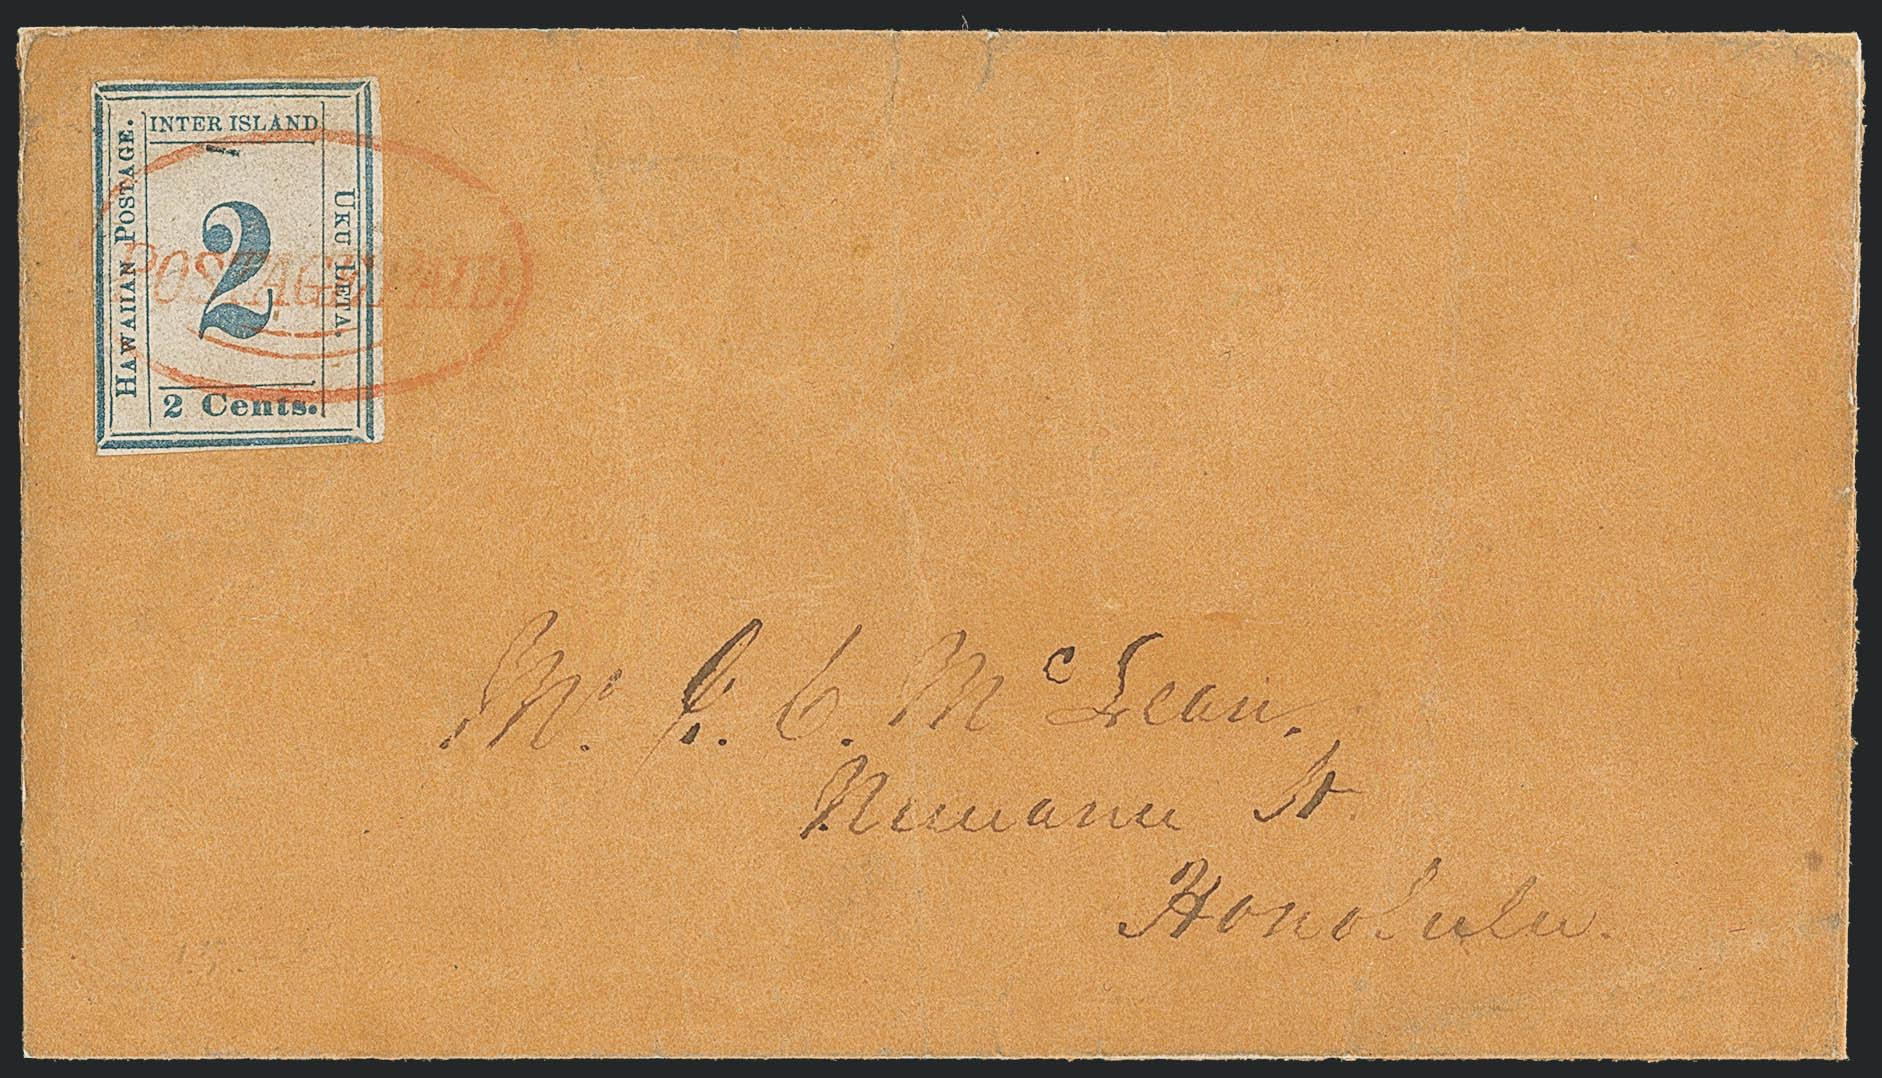 INTER ISLAND
HAWAIIAN POSTAGE.
2
UKU LETA.
2 Cents.
POSTAGE PAID.
Mr. J. C. McLean,
Nuuanu St
Honolulu.